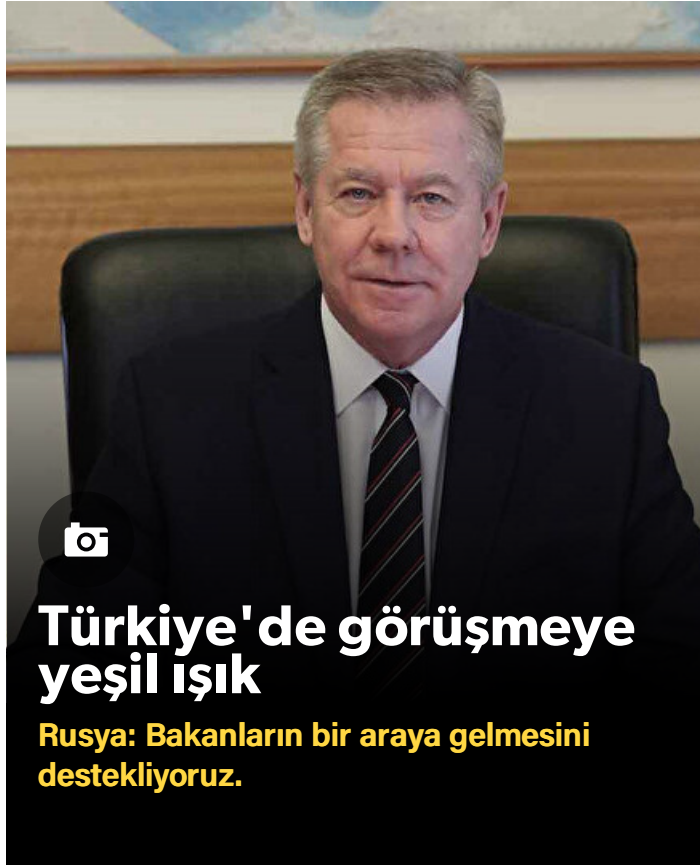 Türkiye'de görüşmeye
yeşil ışık
Rusya: Bakanların bir araya gelmesini
destekliyoruz.